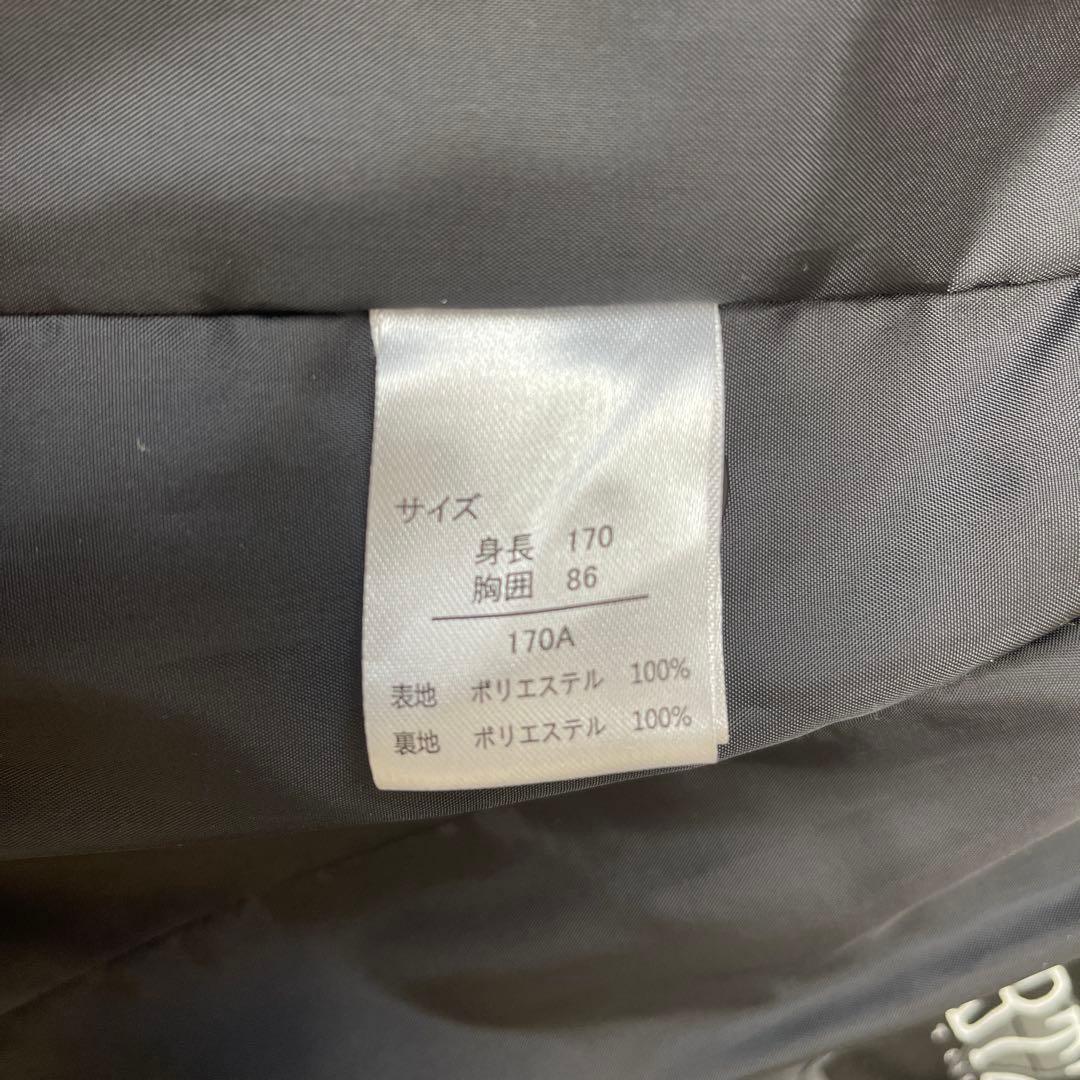 サイズ
身長 170
胸囲 86
170A
表地 ポリエステル 100%
裏地 ポリエステル 100%